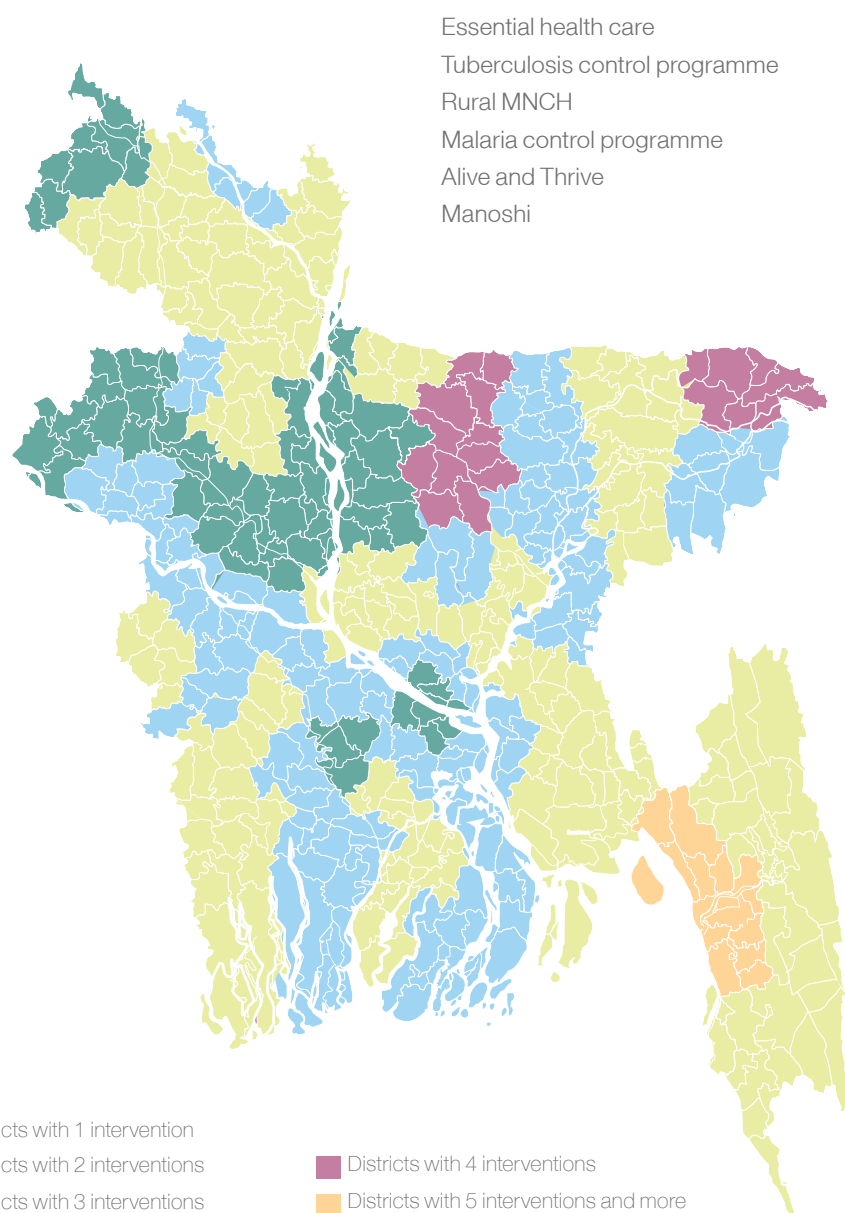 Essential health care
Tuberculosis control programme
Rural MNCH
Malaria control programme
Alive and Thrive
Manoshi
cts with 1 intervention
cts with 2 interventions
cts with 3 interventions
Districts with 4 interventions
Districts with 5 interventions and more